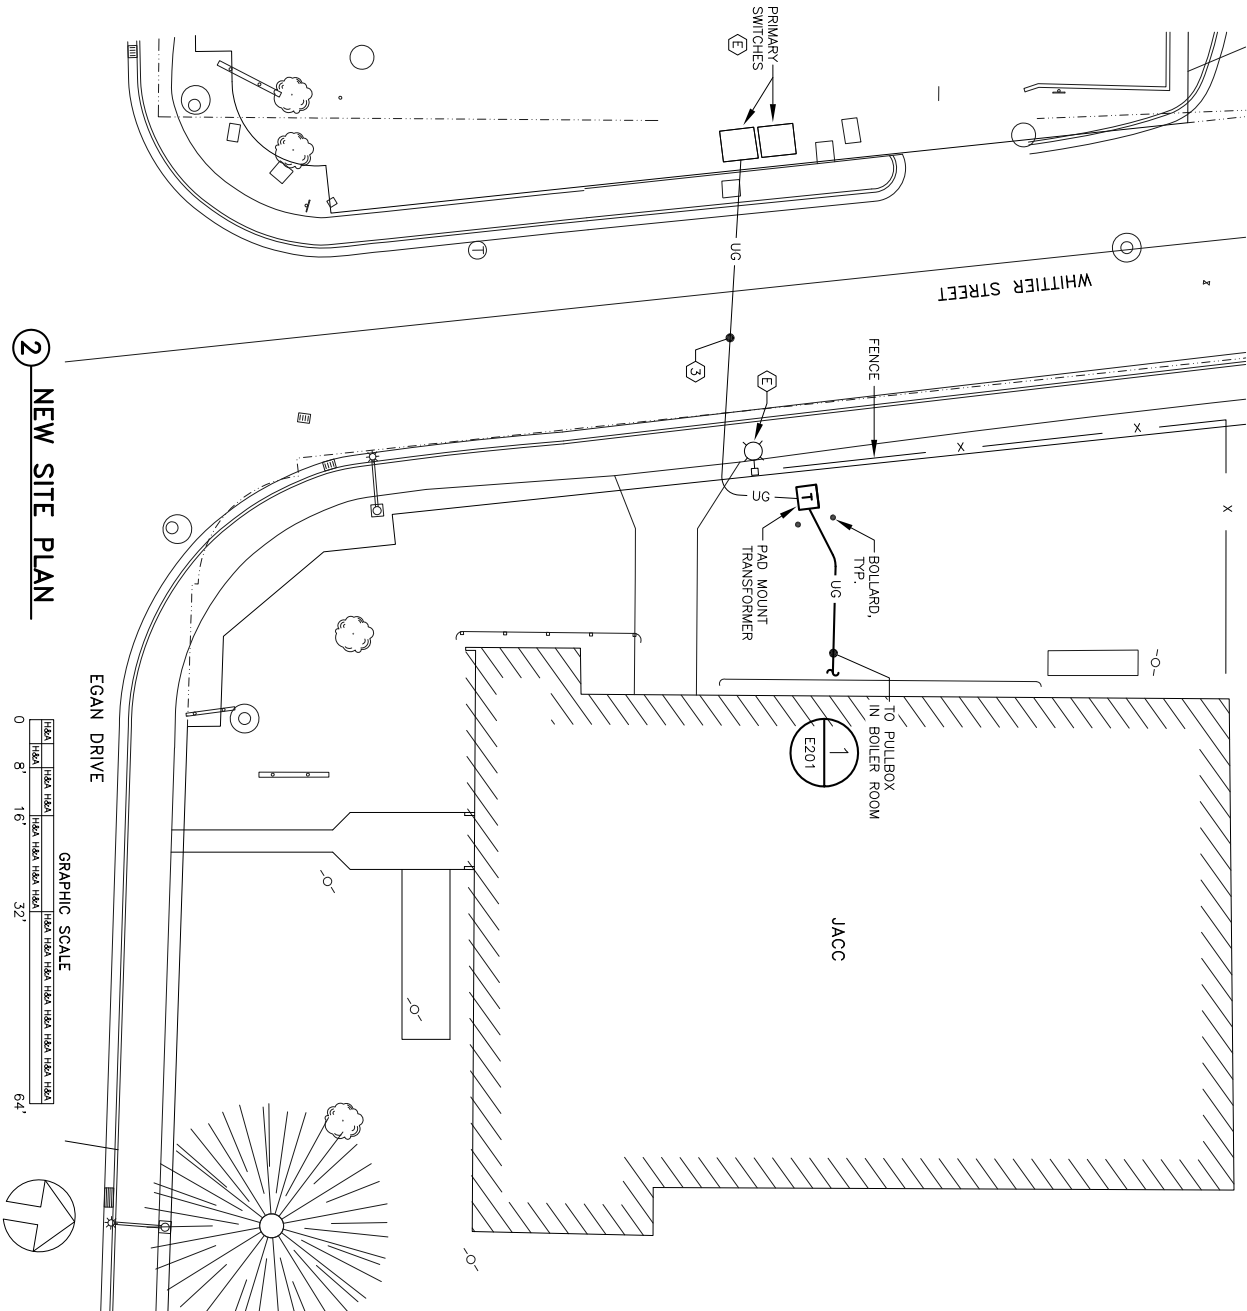 PRIMARY
SWITCHES
E
UG
T
WHITTIER STREET
3
E
FENCE
X
X
X
UG
T
PAD MOUNT
TRANSFORMER
BOLLARD,
TYP.
UG
TO PULLBOX
IN BOILER ROOM
1
E201
JACC
2 NEW SITE PLAN
EGAN DRIVE
GRAPHIC SCALE
H&A H&A H&A H&A H&A H&A H&A H&A H&A H&A H&A
H&A H&A H&A H&A H&A
0 8' 16' 32' 64'